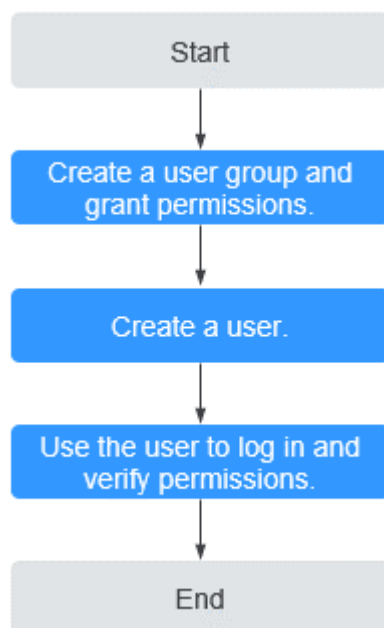 Start
Create a user group and
grant permissions.
Create a user.
Use the user to log in and
verify permissions.
End